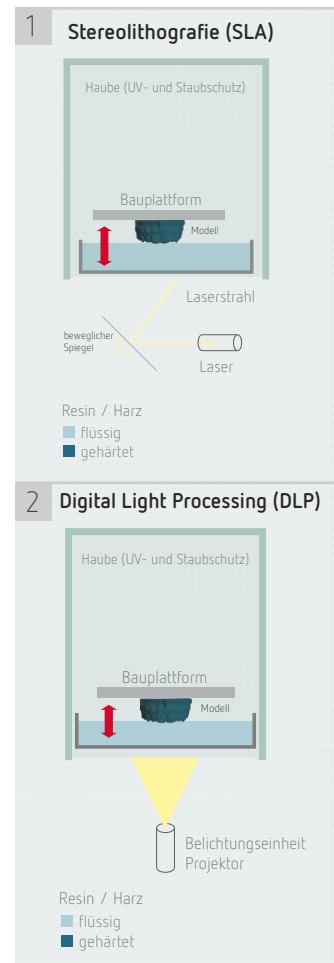 1
Stereolithografie (SLA)
Haube (UV- und Staubschutz)
Bauplattform
Modell
Laserstrahl
beweglicher
Spiegel
Laser
Resin / Harz
flüssig
gehärtet
2
Digital Light Processing (DLP)
Haube (UV- und Staubschutz)
Bauplattform
Modell
Belichtungseinheit
Projektor
Resin / Harz
flüssig
gehärtet